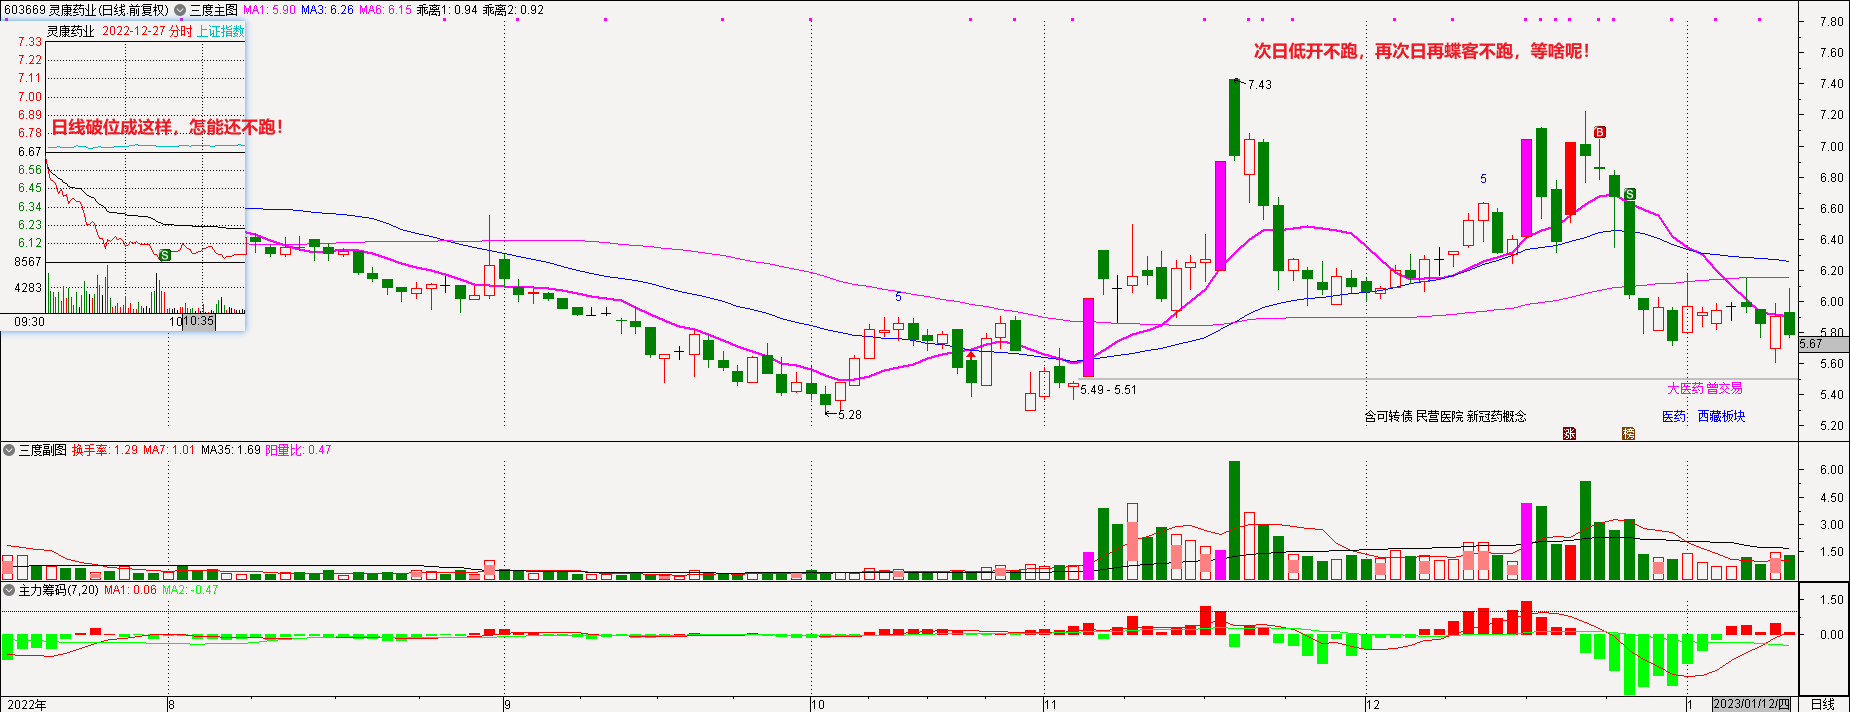 603669 灵康药业(日线.前复权) 三度主图 MA1: 5.90 MA3: 6.26 MA6: 6.15 乖离1: 0.94 乖离2: 0.92
灵康药业 2022-12-27 分时 上证指数
7.33
7.22
7.11
7.00
6.89
6.78
6.67
6.56
6.45
6.34
6.23
6.12
8567
4283
日线破位成这样，怎能还不跑！
S
09:30
10
10:35
次日低开不跑，再次日再蝶客不跑，等啥呢！
7.43
5
5
B
S
5.28
5.49 - 5.51
大医药 曾交易
含可转债 民营医院 新冠药概念
医药 西藏板块
涨
榜
7.80
7.60
7.40
7.20
7.00
6.80
6.60
6.40
6.20
6.00
5.80
5.67
5.60
5.40
5.20
三度副图 换手率: 1.29 MA7: 1.01 MA35: 1.69 阳量比: 0.47
6.00
4.50
3.00
1.50
主力筹码(7,20) MA1: 0.06 MA2: -0.47
1.50
0.00
2022年
8
9
10
11
12
1
2023/01/12/四
日线